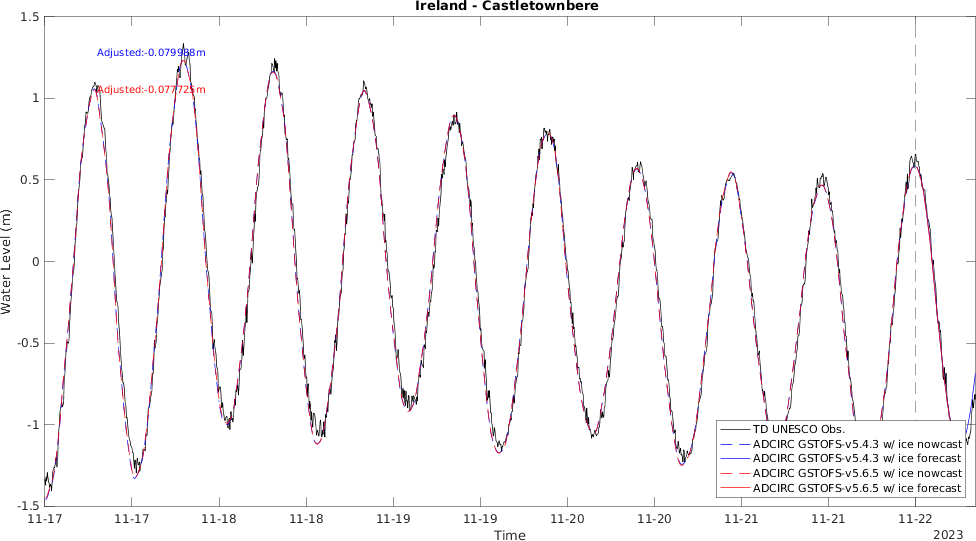 Ireland - Castletownbere
1.5
Adjusted:-0.079988m
1
Adjusted:-0.077725m
0.5
0
-0.5
-1
-1.5
Water Level (m)
TD UNESCO Obs.
ADCIRC GSTOFS-v5.4.3 w/ ice nowcast
ADCIRC GSTOFS-v5.4.3 w/ ice forecast
ADCIRC GSTOFS-v5.6.5 w/ ice nowcast
ADCIRC GSTOFS-v5.6.5 w/ ice forecast
11-17 11-17 11-18 11-18 11-19 11-19 11-20 11-20 11-21 11-21 11-22
Time
2023